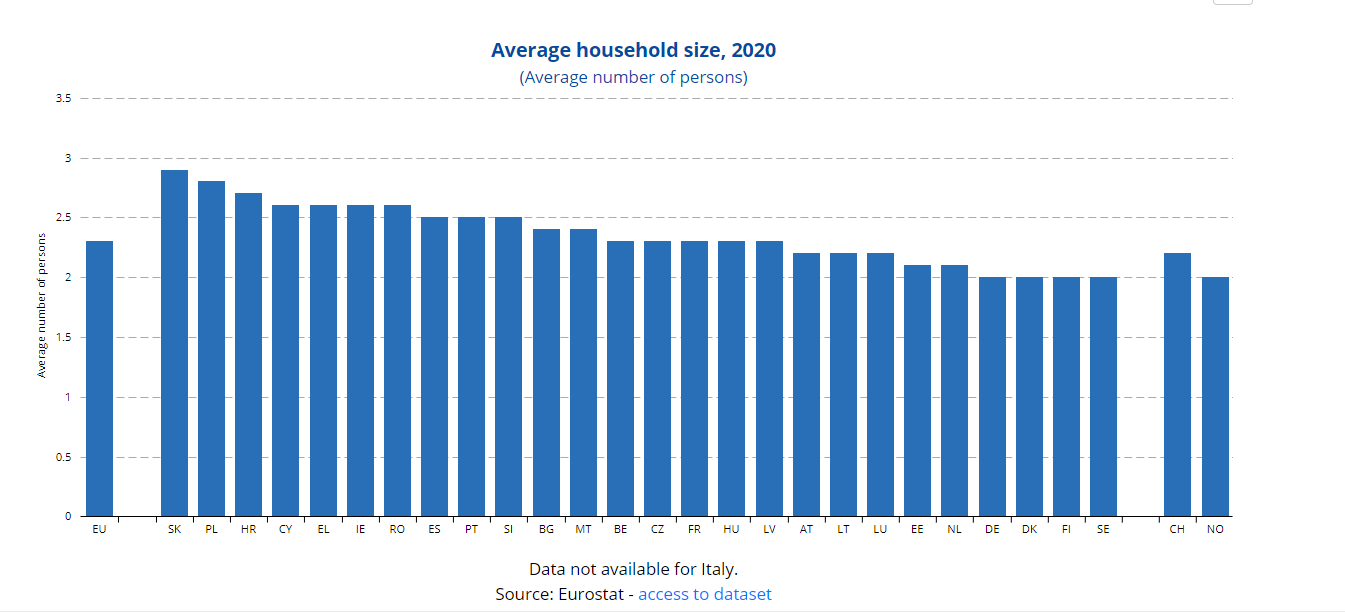 Average household size, 2020
(Average number of persons)
3.5
3
2.5
2
1.5
1
0.5
0
Average number of persons
EU SK PL HR CY EL IE RO ES PT SI BG MT BE CZ FR HU LV AT LT LU EE NL DE DK FI SE CH NO
Data not available for Italy.
Source: Eurostat - access to dataset